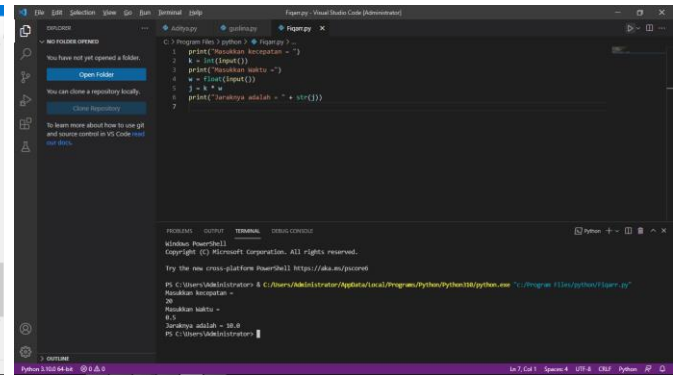 File Edit Selection View Go Run Terminal Help
Fiqarr.py - Visual Studio Code [Administrator]
EXPLORER
NO FOLDER OPENED
You have not yet opened a folder.
Open Folder
You can clone a repository locally.
Clone Repository
To learn more about how to use git
and source control in VS Code read
our docs.
OUTLINE
Aditya.py
gudina.py
Fiqarr.py
C: > Program Files > python > Fiqarr.py > ...
1 print("Masukkan kecepatan = ")
2 k = int(input())
3 print("Masukkan Waktu =")
4 w = float(input())
5 j = k * w
6 print("Jaraknya adalah = " + str(j))
7
PROBLEMS OUTPUT TERMINAL DEBUG CONSOLE
Python
Windows PowerShell
Copyright (C) Microsoft Corporation. All rights reserved.
Try the new cross-platform PowerShell https://aka.ms/pscore6
PS C:\Users\Administrator> & C:/Users/Administrator/AppData/Local/Programs/Python/Python310/python.exe "c:/Program Files/python/Fiqarr.py"
Masukkan kecepatan =
20
Masukkan Waktu =
0.5
Jaraknya adalah = 10.0
PS C:\Users\Administrator>
Python 3.10.0 64-bit 0 0
Ln 7, Col 1 Spaces: 4 UTF-8 CRLF Python